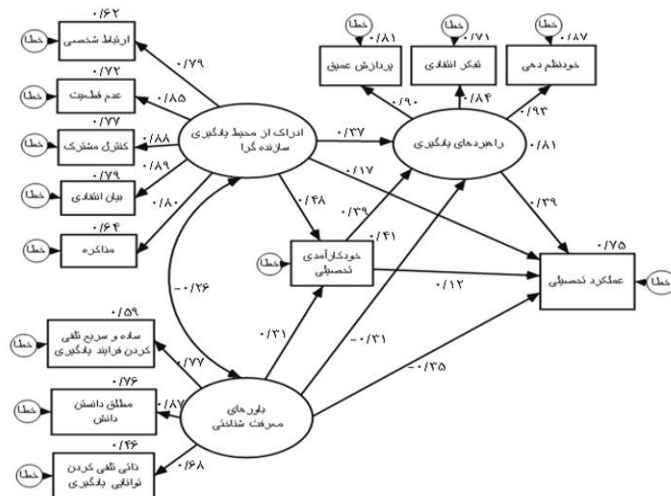 ۰/۶۲
خطا
ارتباط شخصی
۰/۷۹
۰/۷۲
خطا
عدم قطعیت
۰/۸۵
۰/۷۷
خطا
کنترل مشترک
۰/۸۸
۰/۷۹
خطا
بیان انتقادی
۰/۸۹
۰/۶۴
خطا
مذاکره
۰/۸۰
ادراک از محیط یادگیری
سازنده گرا
خطا
۰/۸۱
پردازش عمیق
۰/۹۰
خطا
۰/۷۱
تفکر انتقادی
۰/۸۴
خطا
۰/۸۷
خودنظم دهی
۰/۹۳
راهبردهای یادگیری
۰/۸۱
۰/۳۷
۰/۱۷
۰/۴۸
۰/۳۹
۰/۳۹
۰/۴۱
خودکارآمدی
تحصیلی
خطا
۰/۱۲
۰/۷۵
عملکرد تحصیلی
خطا
-۰/۲۶
۰/۳۱
-۰/۳۱
-۰/۳۵
۰/۵۹
خطا
ساده و سریع تلقی
کردن فرایند یادگیری
۰/۷۷
۰/۷۶
خطا
مطلق دانستن
دانش
۰/۸۷
۰/۴۶
خطا
ذاتی تلقی کردن
توانایی یادگیری
۰/۶۸
باورهای
معرفت شناختی